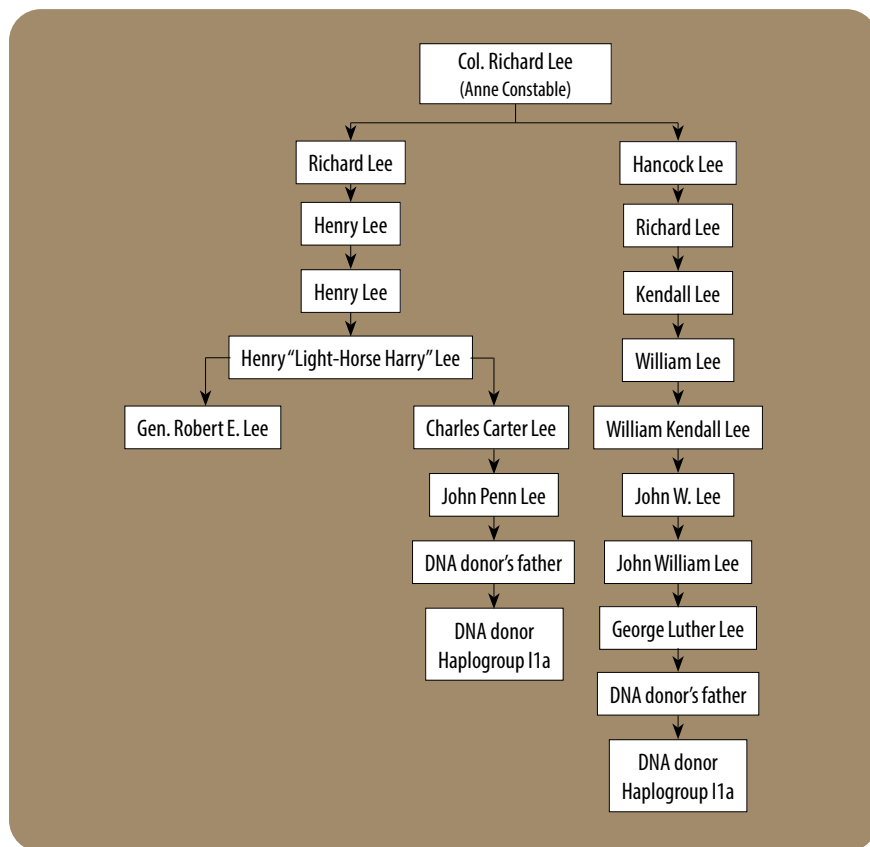 Col. Richard Lee
(Anne Constable)
Richard Lee
Hancock Lee
Henry Lee
Richard Lee
Henry Lee
Kendall Lee
Henry “Light-Horse Harry” Lee
William Lee
Gen. Robert E. Lee
Charles Carter Lee
William Kendall Lee
John Penn Lee
John W. Lee
DNA donor’s father
John William Lee
DNA donor
Haplogroup I1a
George Luther Lee
DNA donor’s father
DNA donor
Haplogroup I1a